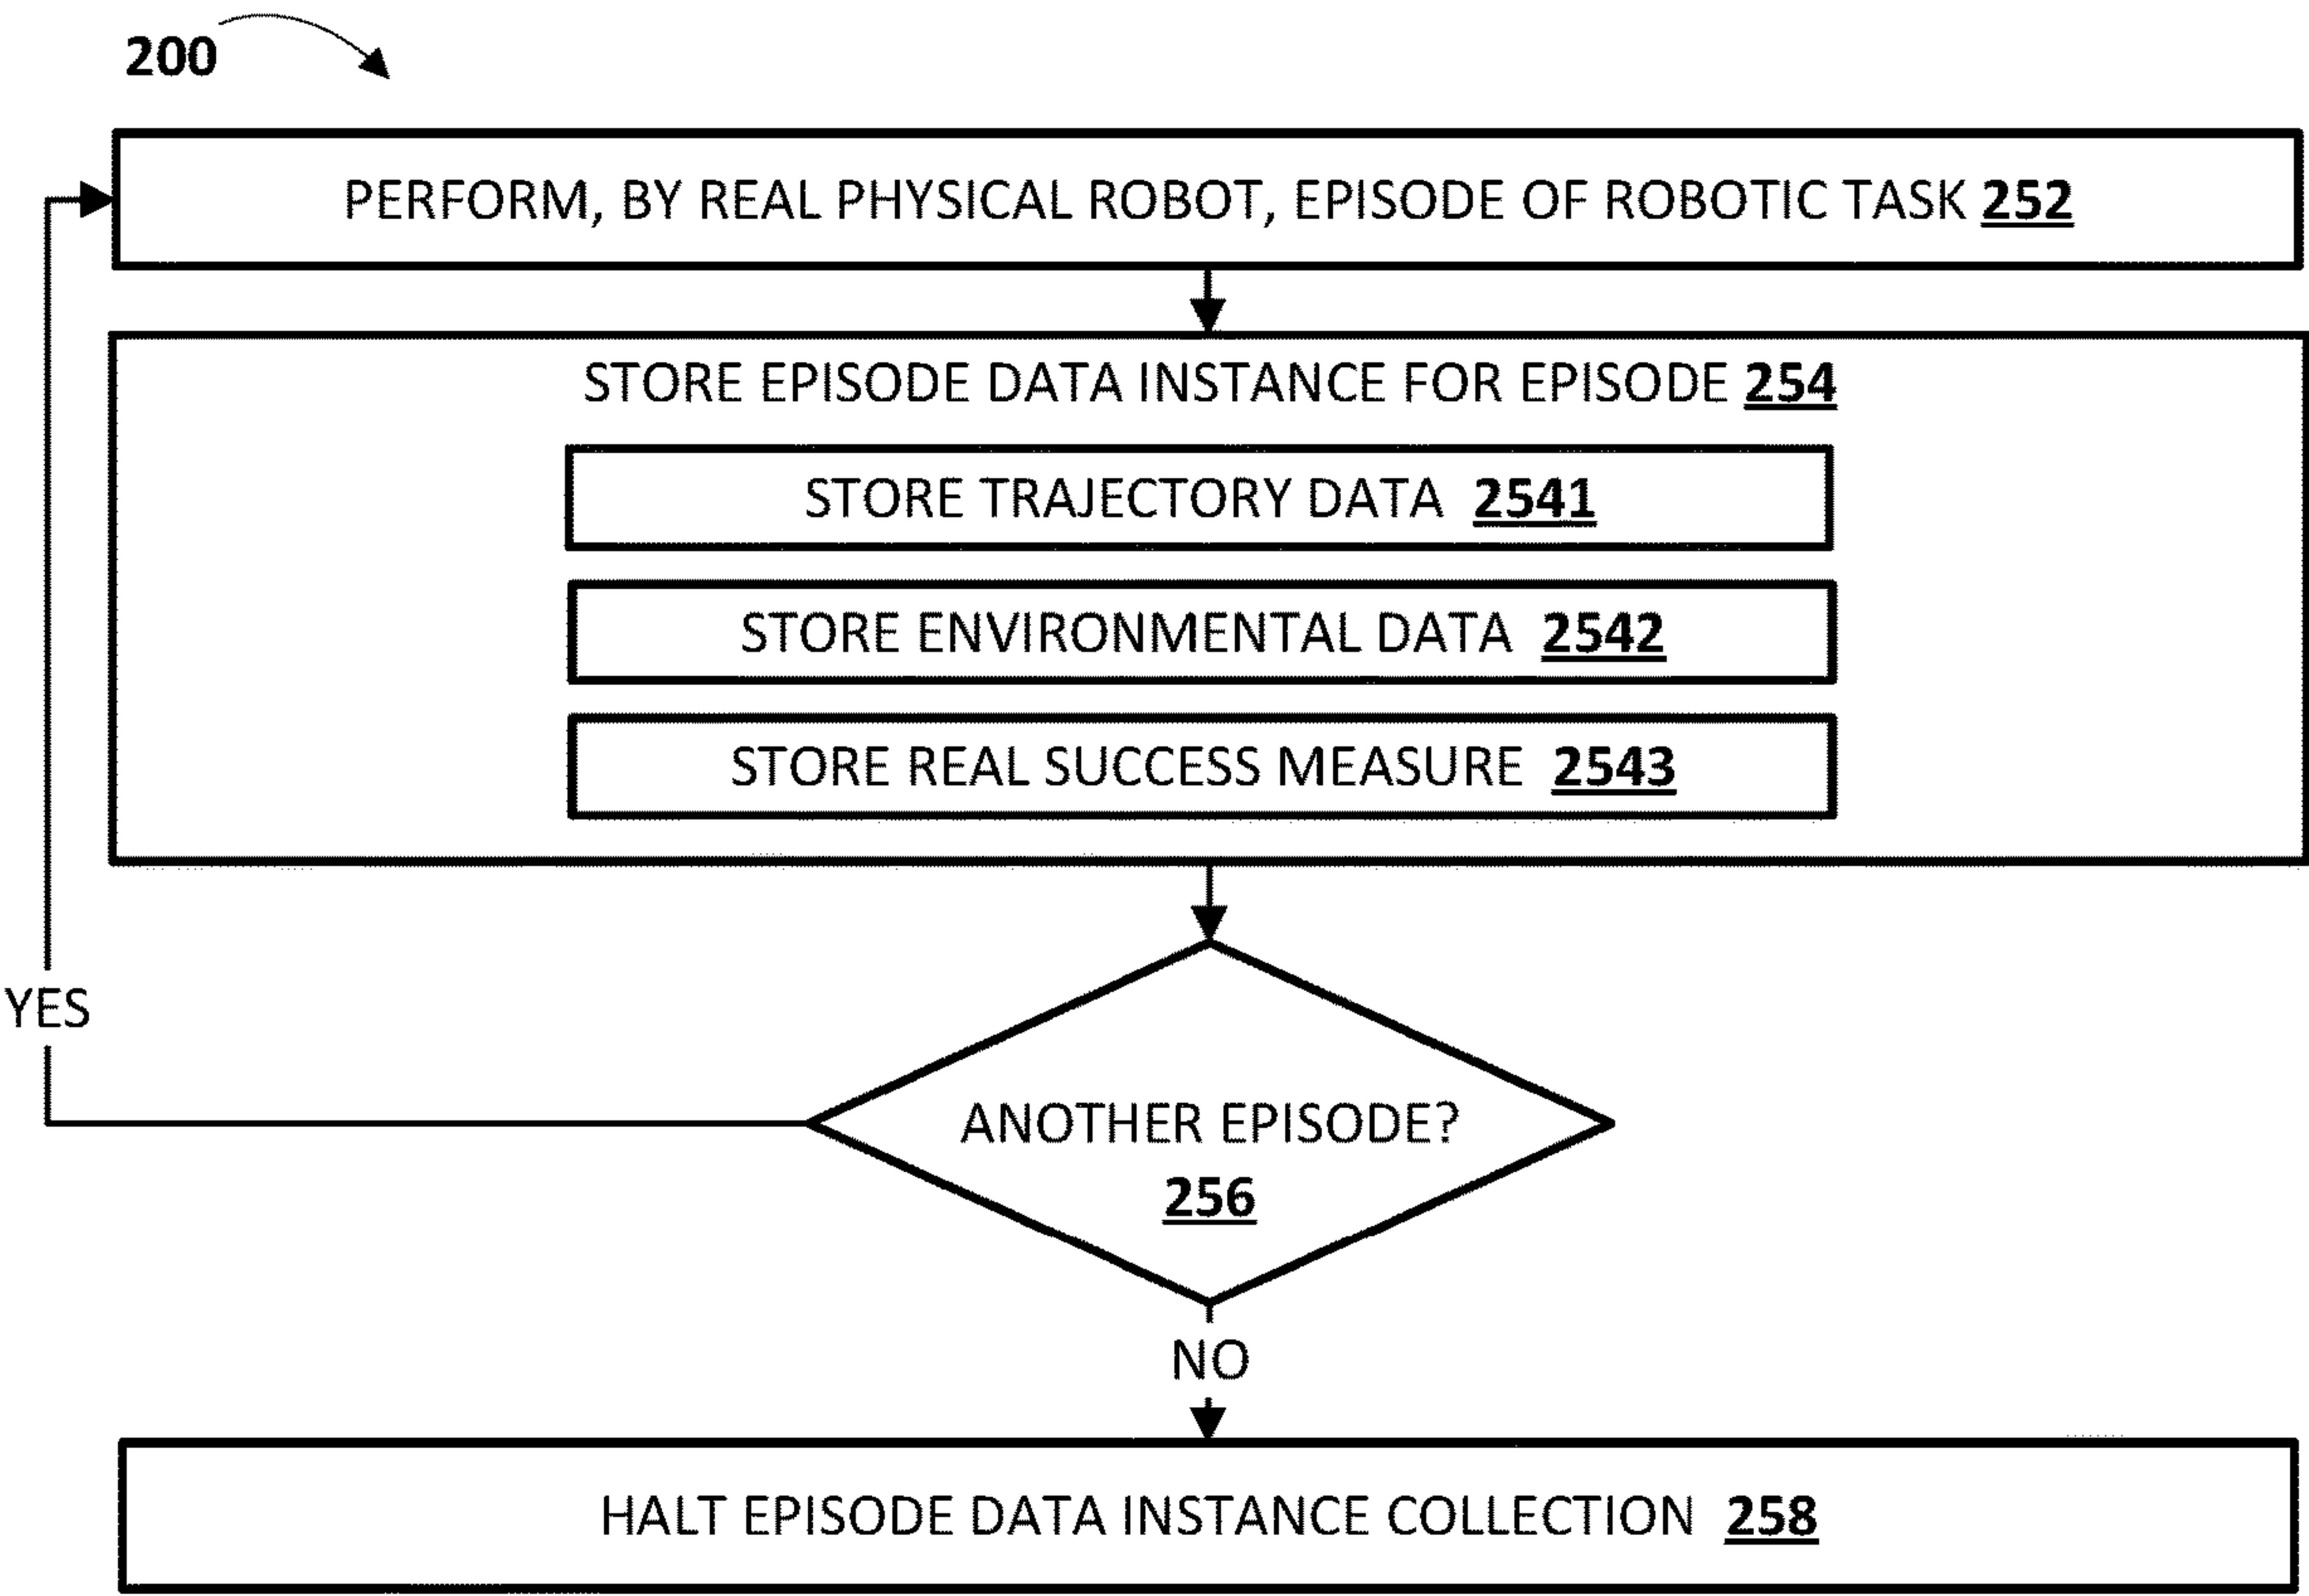 200
PERFORM, BY REAL PHYSICAL ROBOT, EPISODE OF ROBOTIC TASK 252
STORE EPISODE DATA INSTANCE FOR EPISODE 254
STORE TRAJECTORY DATA 2541
STORE ENVIRONMENTAL DATA 2542
STORE REAL SUCCESS MEASURE 2543
YES
ANOTHER EPISODE?
256
NO
HALT EPISODE DATA INSTANCE COLLECTION 258